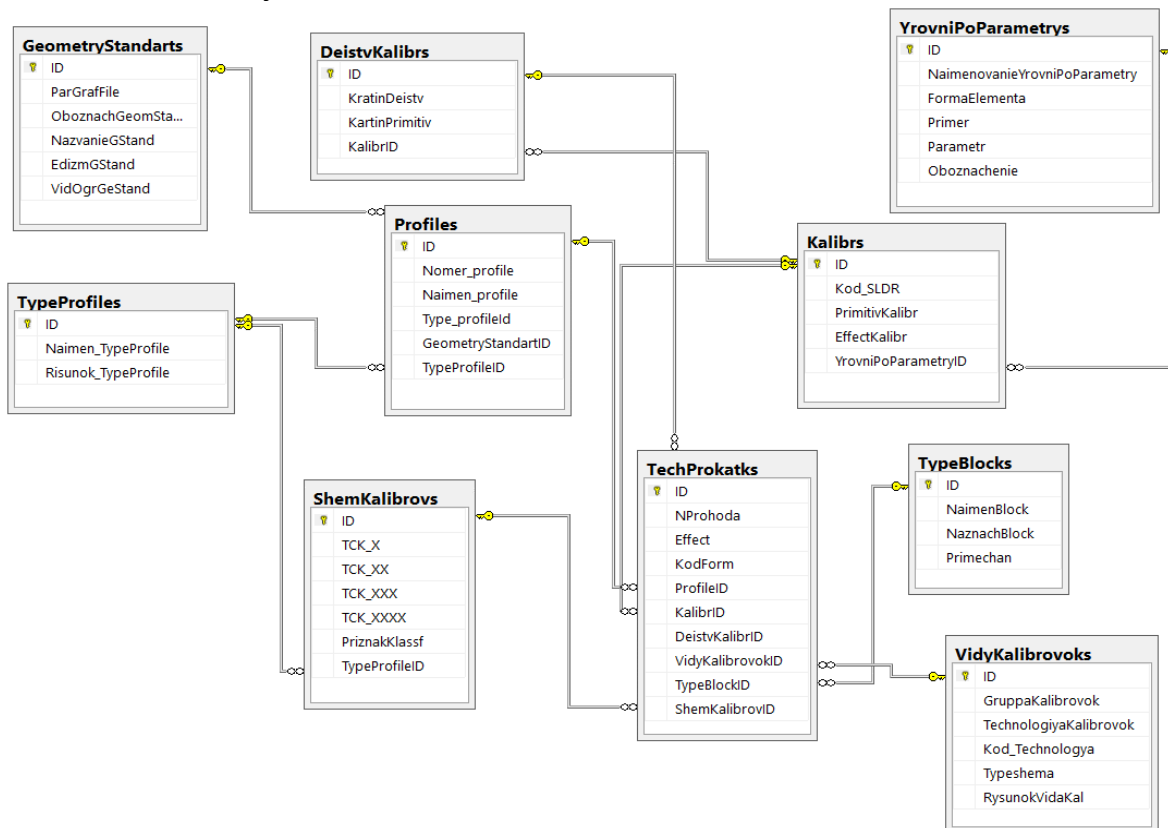 GeometryStandarts
ID
ParGrafFile
OboznachGeomSta...
NazvanieGStand
EdizmGStand
VidOgrGeStand
DeistvKalibrs
ID
KratinDeistv
KartinPrimitiv
KalibrID
YrovniPoParametrys
ID
NaimenovanieYrovniPoParametry
FormaElementa
Primer
Parametr
Oboznachenie
Profiles
ID
Nomer_profile
Naimen_profile
Type_profileId
GeometryStandartID
TypeProfileID
Kalibrs
ID
Kod_SLDR
PrimitivKalibr
EffectKalibr
YrovniPoParametryID
TypeProfiles
ID
Naimen_TypeProfile
Risunok_TypeProfile
ShemKalibrovs
ID
TCK_X
TCK_XX
TCK_XXX
TCK_XXXX
PriznakKlassf
TypeProfileID
TechProkatks
ID
NProhoda
Effect
KodForm
ProfileID
KalibrID
DeistvKalibrID
VidyKalibrovokID
TypeBlockID
ShemKalibrovID
TypeBlocks
ID
NaimenBlock
NaznachBlock
Primechan
VidyKalibrovoks
ID
GruppaKalibrovok
TechnologiyaKalibrovok
Kod_Technologya
Typeshema
RysunokVidaKal